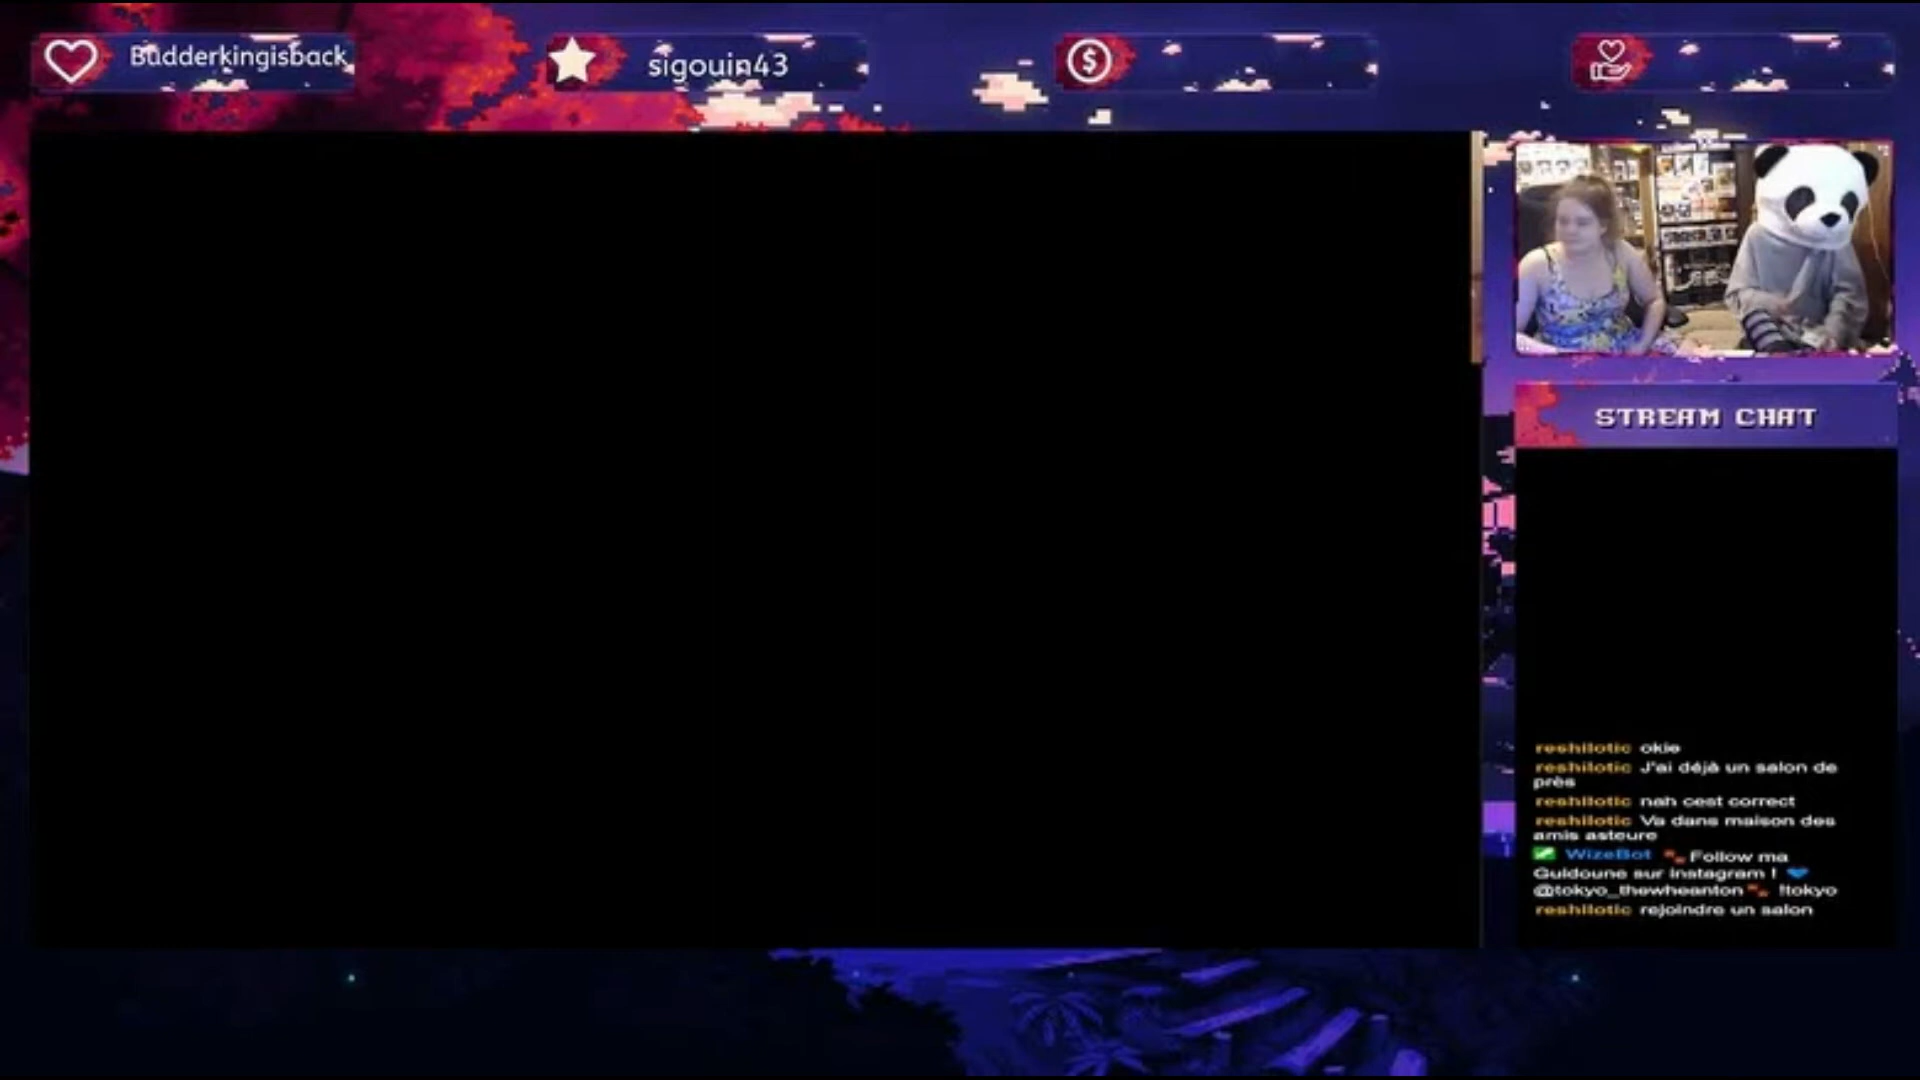 Budderkingisback
sigouin43
STREAM CHAT
reshilotic okie
reshilotic J'ai déjà un salon de
près
reshilotic nah cest correct
reshilotic Va dans maison des
amis asteure
WizeBot Follow ma
Guidoune sur instagram !
@tokyo_thewheanton !tokyo
reshilotic rejoindre un salon